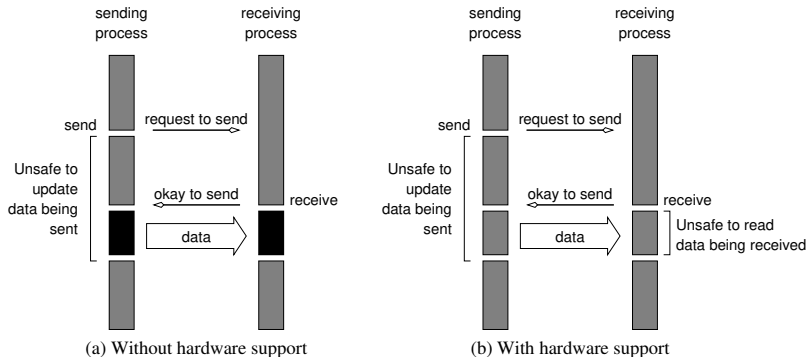 sending
process
receiving
process
send
request to send
Unsafe to
update
data being
sent
okay to send
receive
data
(a) Without hardware support
sending
process
receiving
process
send
request to send
Unsafe to
update
data being
sent
okay to send
receive
data
Unsafe to read
data being received
(b) With hardware support